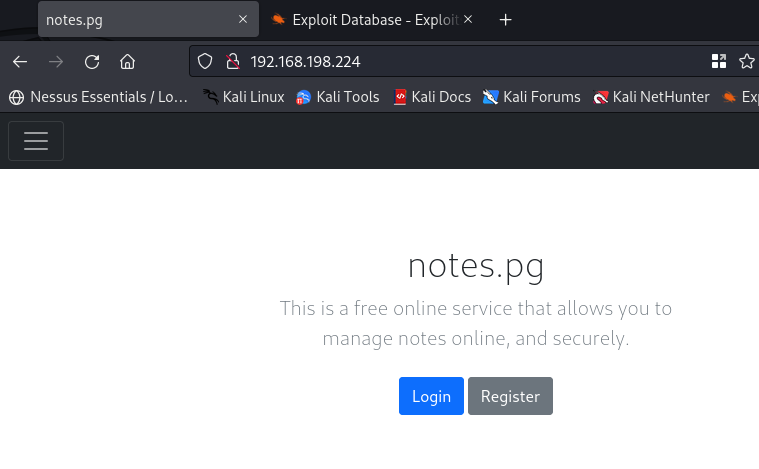 notes.pg
Exploit Database - Exploit
192.168.198.224
Nessus Essentials / Lo... Kali Linux Kali Tools Kali Docs Kali Forums Kali NetHunter Ex
notes.pg
This is a free online service that allows you to
manage notes online, and securely.
Login Register